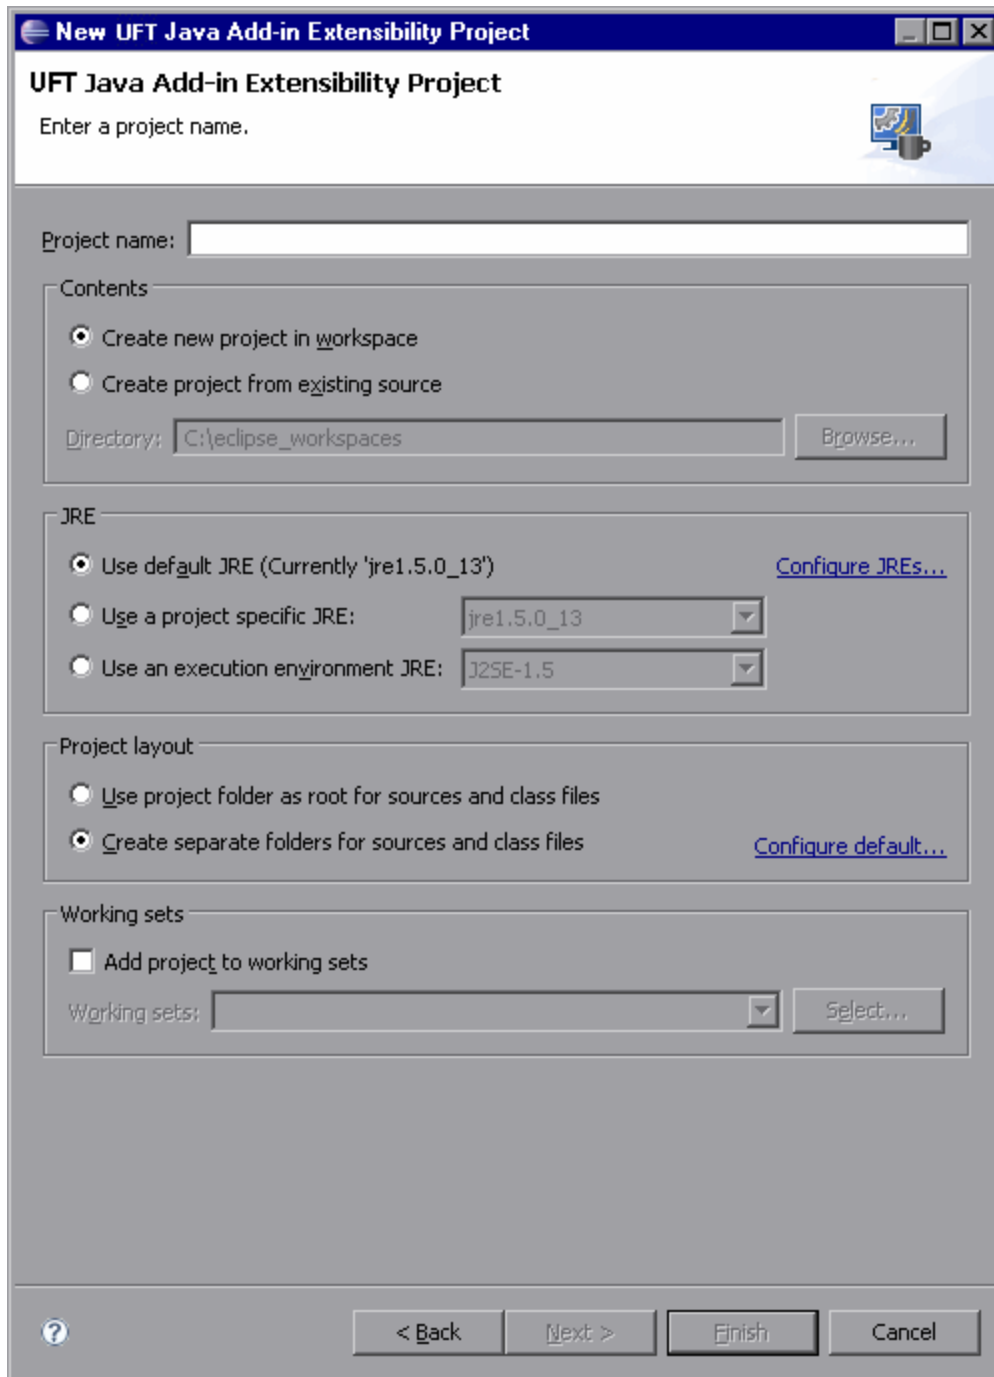 New UFT Java Add-in Extensibility Project
UFT Java Add-in Extensibility Project
Enter a project name.
Project name:
Contents
Create new project in workspace
Create project from existing source
Directory: C:\eclipse_workspaces Browse...
JRE
Use default JRE (Currently 'jre1.5.0_13') Configure JREs...
Use a project specific JRE: jre1.5.0_13
Use an execution environment JRE: J2SE-1.5
Project layout
Use project folder as root for sources and class files
Create separate folders for sources and class files Configure default...
Working sets
Add project to working sets
Working sets: Select...
? < Back Next > Finish Cancel